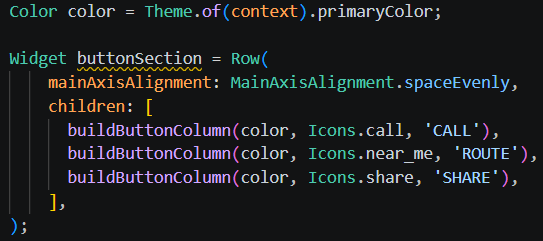 Color color = Theme.of(context).primaryColor;
Widget buttonSection = Row(
mainAxisAlignment: MainAxisAlignment.spaceEvenly,
children: [
buildButtonColumn(color, Icons.call, 'CALL'),
buildButtonColumn(color, Icons.near_me, 'ROUTE'),
buildButtonColumn(color, Icons.share, 'SHARE'),
],
);